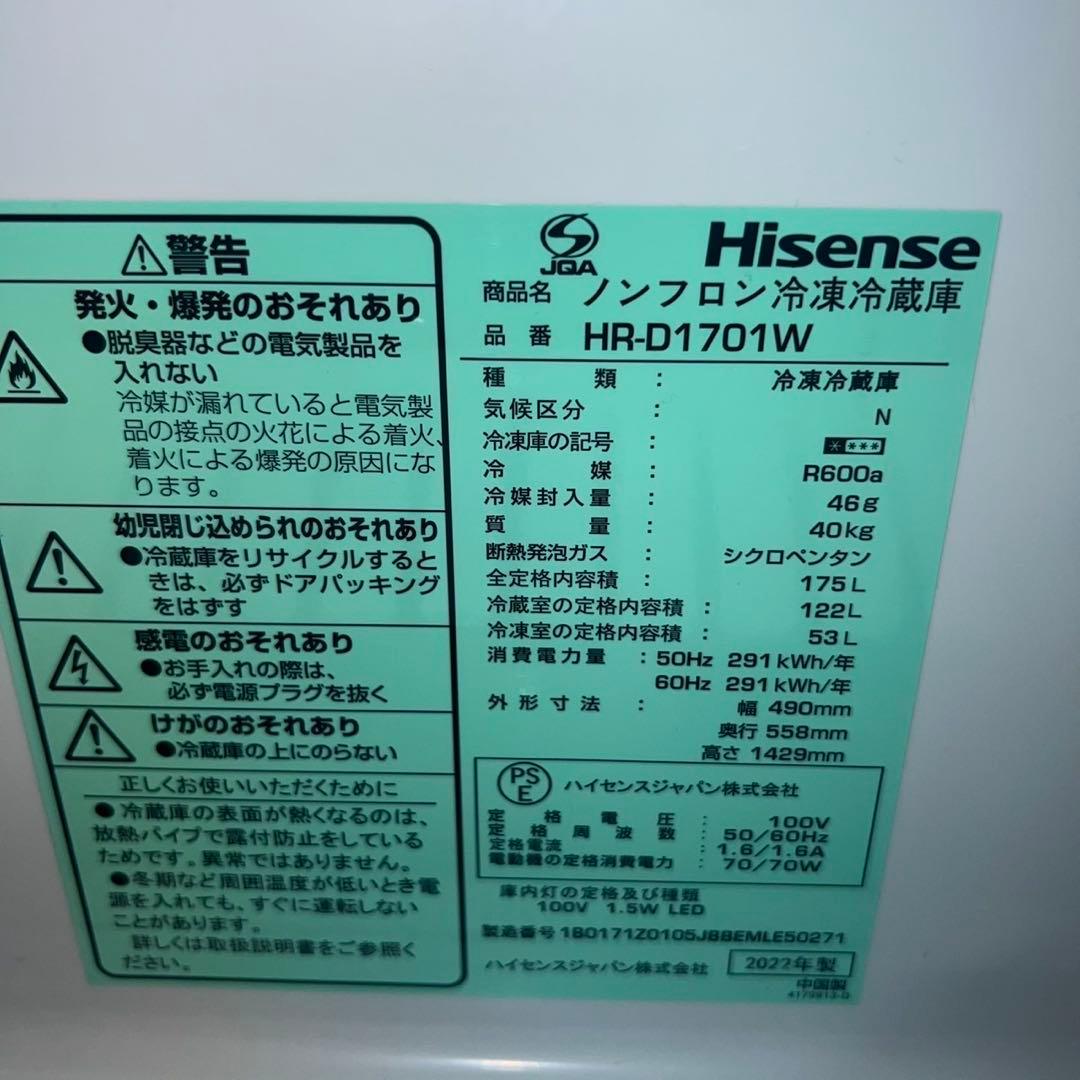 警告
発火・爆発のおそれあり
●脱臭器などの電気製品を
入れない
冷媒が漏れていると電気製
品の接点の火花による着火、
着火による爆発の原因にな
ります。
幼児閉じ込められのおそれあり
●冷蔵庫をリサイクルすると
きは、必ずドアパッキング
をはずす
感電のおそれあり
●お手入れの際は、
必ず電源プラグを抜く
けがのおそれあり
●冷蔵庫の上にのらない
正しくお使いいただくために
●冷蔵庫の表面が熱くなるのは、
放熱パイプで露付防止をしている
ためです。異常ではありません。
●冬期など周囲温度が低いとき電
源を入れても、すぐに運転しない
ことがあります。
詳しくは取扱説明書をご参照く
ださい。
JQA
Hisense
商品名 ノンフロン冷凍冷蔵庫
品番 HR-D1701W
種類 : 冷凍冷蔵庫
気候区分 : N
冷凍庫の記号 : * ***
冷媒 : R600a
冷媒封入量 : 46g
質量 : 40kg
断熱発泡ガス : シクロペンタン
全定格内容積 : 175L
冷蔵室の定格内容積 : 122L
冷凍室の定格内容積 : 53L
消費電力量 : 50Hz 291kWh/年
60Hz 291kWh/年
外形寸法 : 幅 490mm
奥行 558mm
高さ 1429mm
PSE ハイセンスジャパン株式会社
定格電圧 : 100V
定格周波数 : 50/60Hz
定格電流 : 1.6/1.6A
電動機の定格消費電力 : 70/70W
庫内灯の定格及び種類
100V 1.5W LED
製造番号 1B0171Z0105JBBEMLE50271
ハイセンスジャパン株式会社 2022年製
中国製
4179913-D